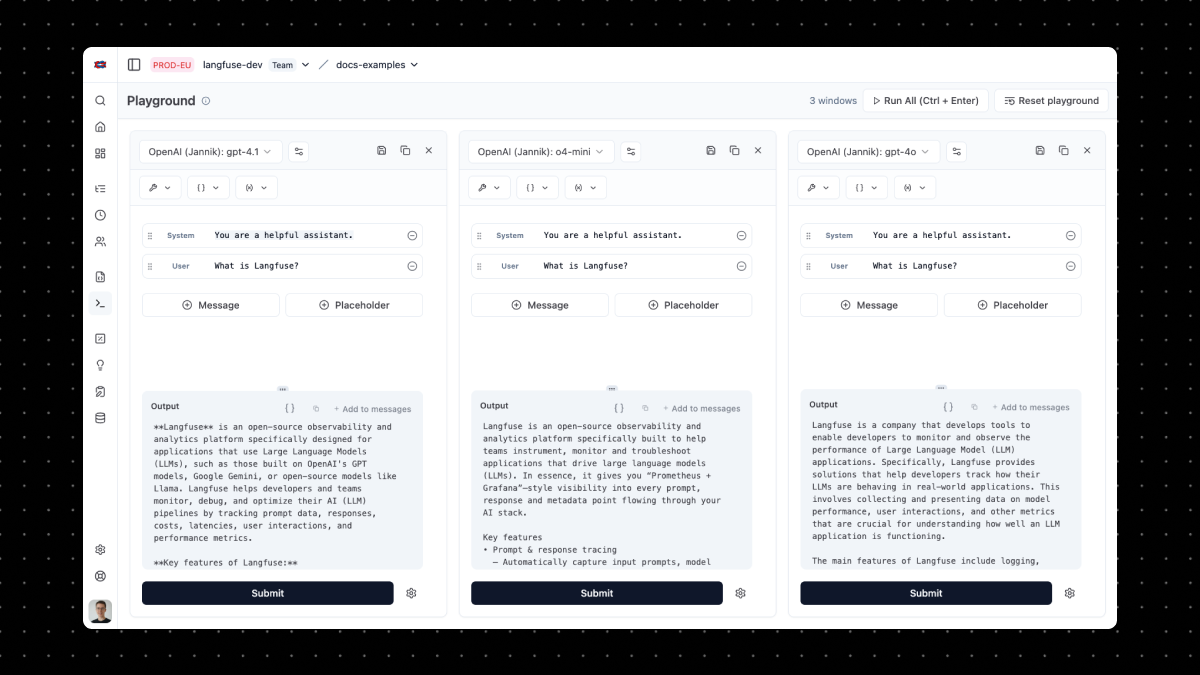 PROD-EU langfuse-dev Team / docs-examples
Playground
3 windows
Run All (Ctrl + Enter)
Reset playground
OpenAI (Jannik): gpt-4.1
System You are a helpful assistant.
User What is Langfuse?
Message
Placeholder
Output
{ } + Add to messages
**Langfuse** is an open-source observability and
analytics platform specifically designed for
applications that use Large Language Models
(LLMs), such as those built on OpenAI's GPT
models, Google Gemini, or open-source models like
Llama. Langfuse helps developers and teams
monitor, debug, and optimize their AI (LLM)
pipelines by tracking prompt data, responses,
costs, latencies, user interactions, and
performance metrics.
**Key features of Langfuse:**
Submit
OpenAI (Jannik): o4-mini
System You are a helpful assistant.
User What is Langfuse?
Message
Placeholder
Output
{ } + Add to messages
Langfuse is an open-source observability and
analytics platform specifically built to help
teams instrument, monitor and troubleshoot
applications that drive large language models
(LLMs). In essence, it gives you “Prometheus +
Grafana”–style visibility into every prompt,
response and metadata point flowing through your
AI stack.
Key features
• Prompt & response tracing
– Automatically capture input prompts, model
Submit
OpenAI (Jannik): gpt-4o
System You are a helpful assistant.
User What is Langfuse?
Message
Placeholder
Output
{ } + Add to messages
Langfuse is a company that develops tools to
enable developers to monitor and observe the
performance of Large Language Model (LLM)
applications. Specifically, Langfuse provides
solutions that help developers track how their
LLMs are behaving in real-world applications. This
involves collecting and presenting data on model
performance, user interactions, and other metrics
that are crucial for understanding how well an LLM
application is functioning.
The main features of Langfuse include logging,
Submit